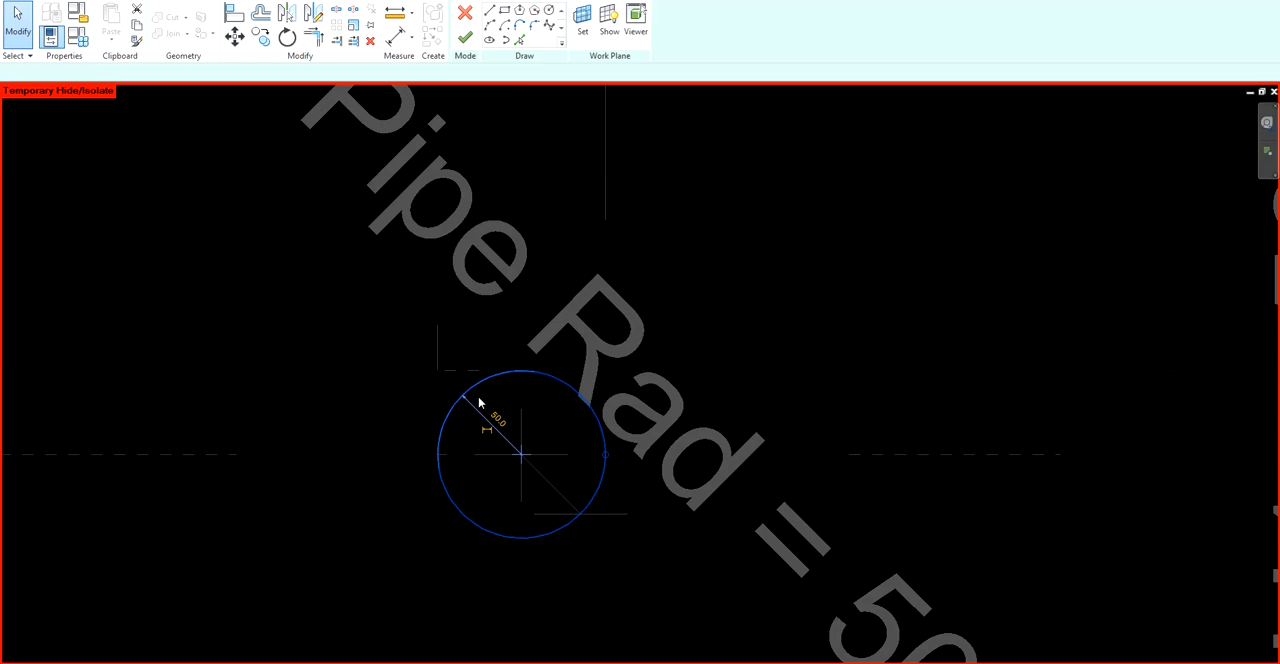 Modify
Paste
Cut
Join
Set
Show
Viewer
Select
Properties
Clipboard
Geometry
Modify
Measure
Create
Mode
Draw
Work Plane
Temporary Hide/Isolate
Pipe Rad = 50
50.0